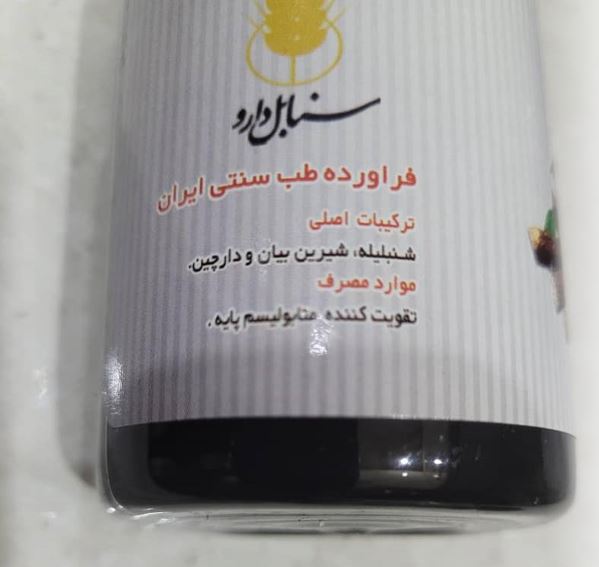 سنابل دارو
فراورده طب سنتی ایران
ترکیبات اصلی
شنبلیله، شیرین بیان و دارچین.
موارد مصرف
تقویت کننده متابولیسم پایه .